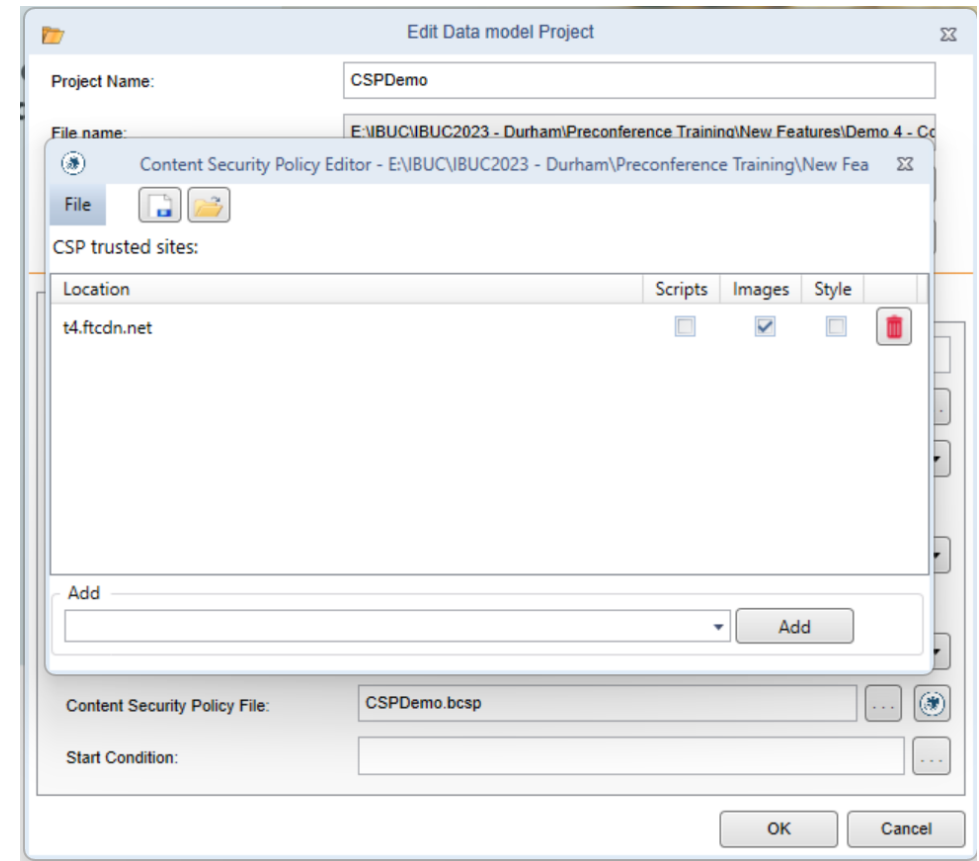 Edit Data model Project
Project Name:
CSPDemo
File name:
E:\IBUC\IBUC2023 - Durham\Preconference Training\New Features\Demo 4 - Co
Content Security Policy Editor - E:\IBUC\IBUC2023 - Durham\Preconference Training\New Fea
File
CSP trusted sites:
Location Scripts Images Style
t4.ftcdn.net
Add
Add
Content Security Policy File:
CSPDemo.bcsp
...
Start Condition:
...
OK Cancel